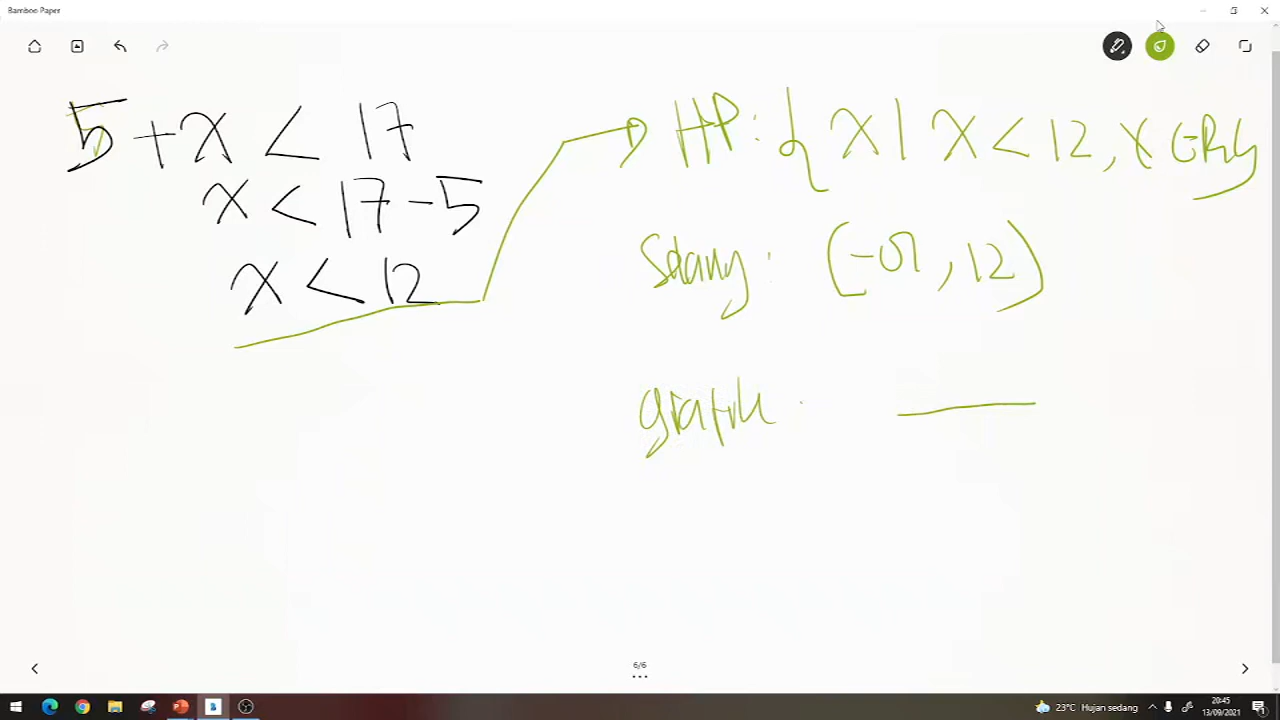 Bamboo Paper
5 + x < 17
x < 17 - 5
x < 12
HP: { x | x < 12, x ∈ R }
Selang : (-∞, 12)
grafik :
6/6
23°C Hujan sedang
20:45
13/09/2021